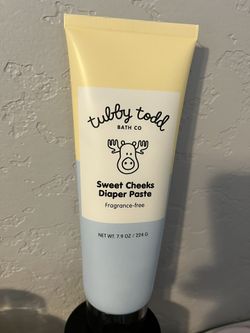 tubby todd
BATH CO
Sweet Cheeks
Diaper Paste
Fragrance-free
NET WT. 7.9 OZ / 224 G